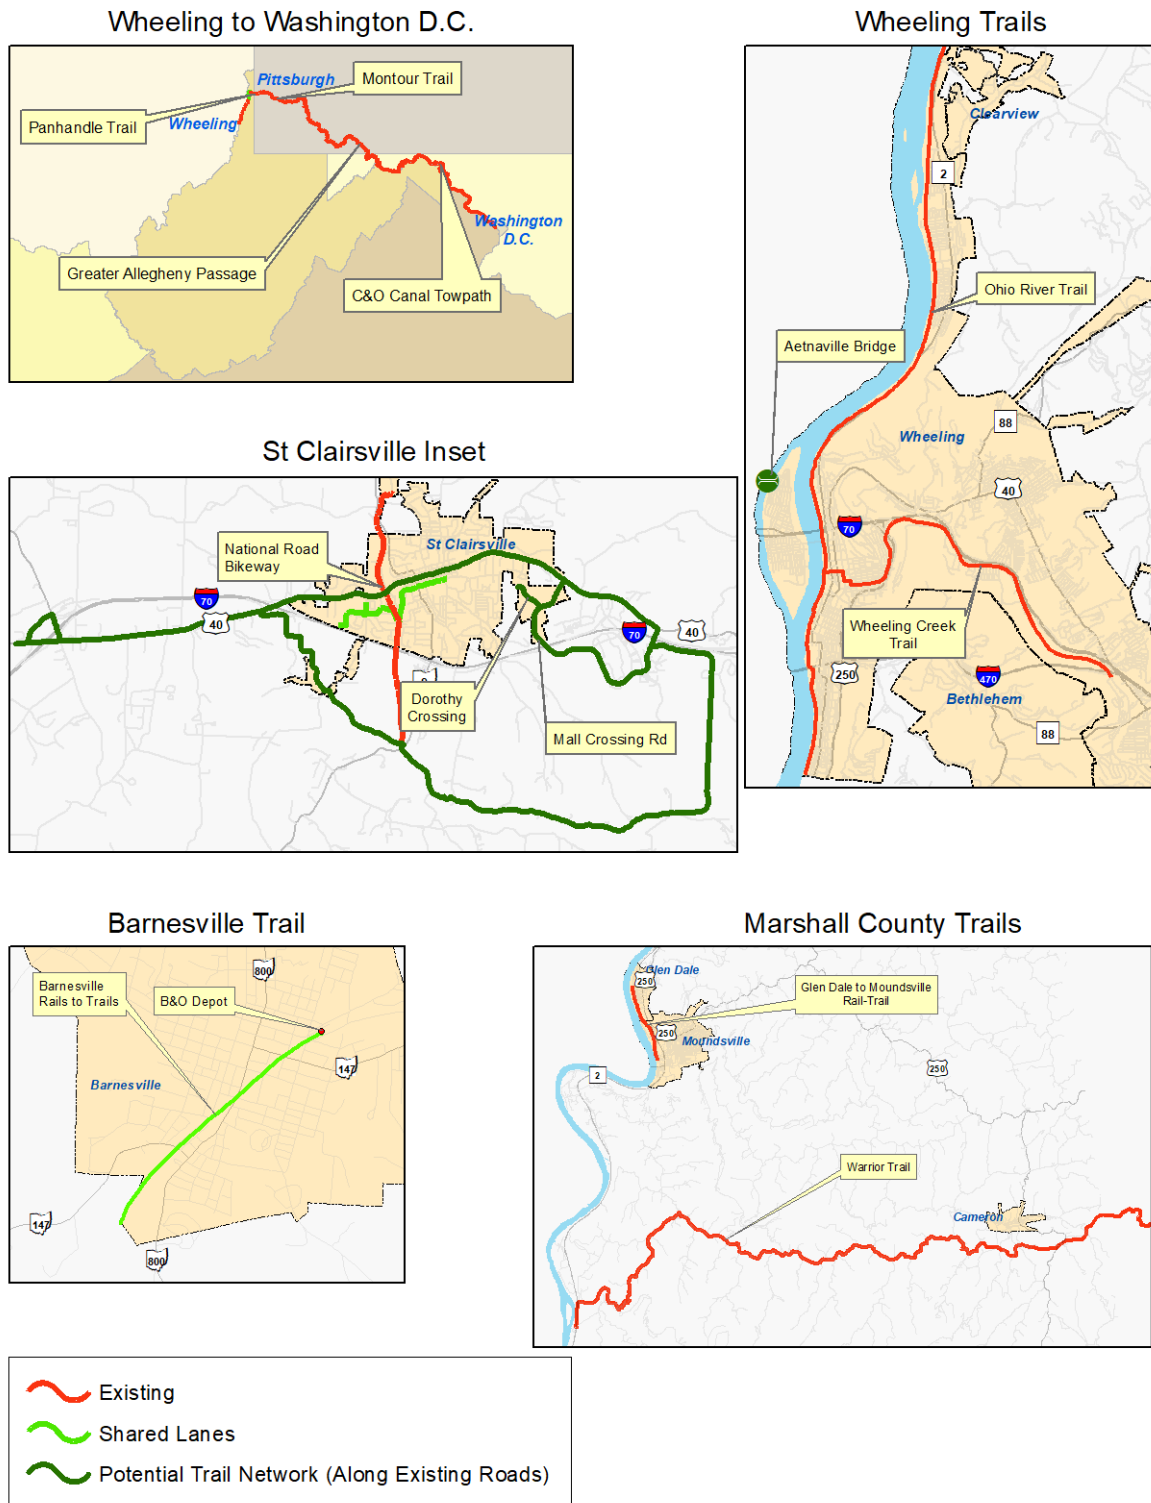 Wheeling to Washington D.C.
Pittsburgh
Montour Trail
Panhandle Trail
Wheeling
Washington
D.C.
Greater Allegheny Passage
C&O Canal Towpath
Wheeling Trails
Clearview
2
Ohio River Trail
Aetnaville Bridge
88
Wheeling
40
70
Wheeling Creek
Trail
250
470
Bethlehem
88
St Clairsville Inset
National Road
Bikeway
St Clairsville
70
40
70
40
Dorothy
Crossing
Mall Crossing Rd
Barnesville Trail
800
Barnesville
Rails to Trails
B&O Depot
147
Barnesville
147
800
Marshall County Trails
Glen Dale
250
Glen Dale to Moundsville
Rail-Trail
250
Moundsville
2
250
Warrior Trail
Cameron
Existing
Shared Lanes
Potential Trail Network (Along Existing Roads)